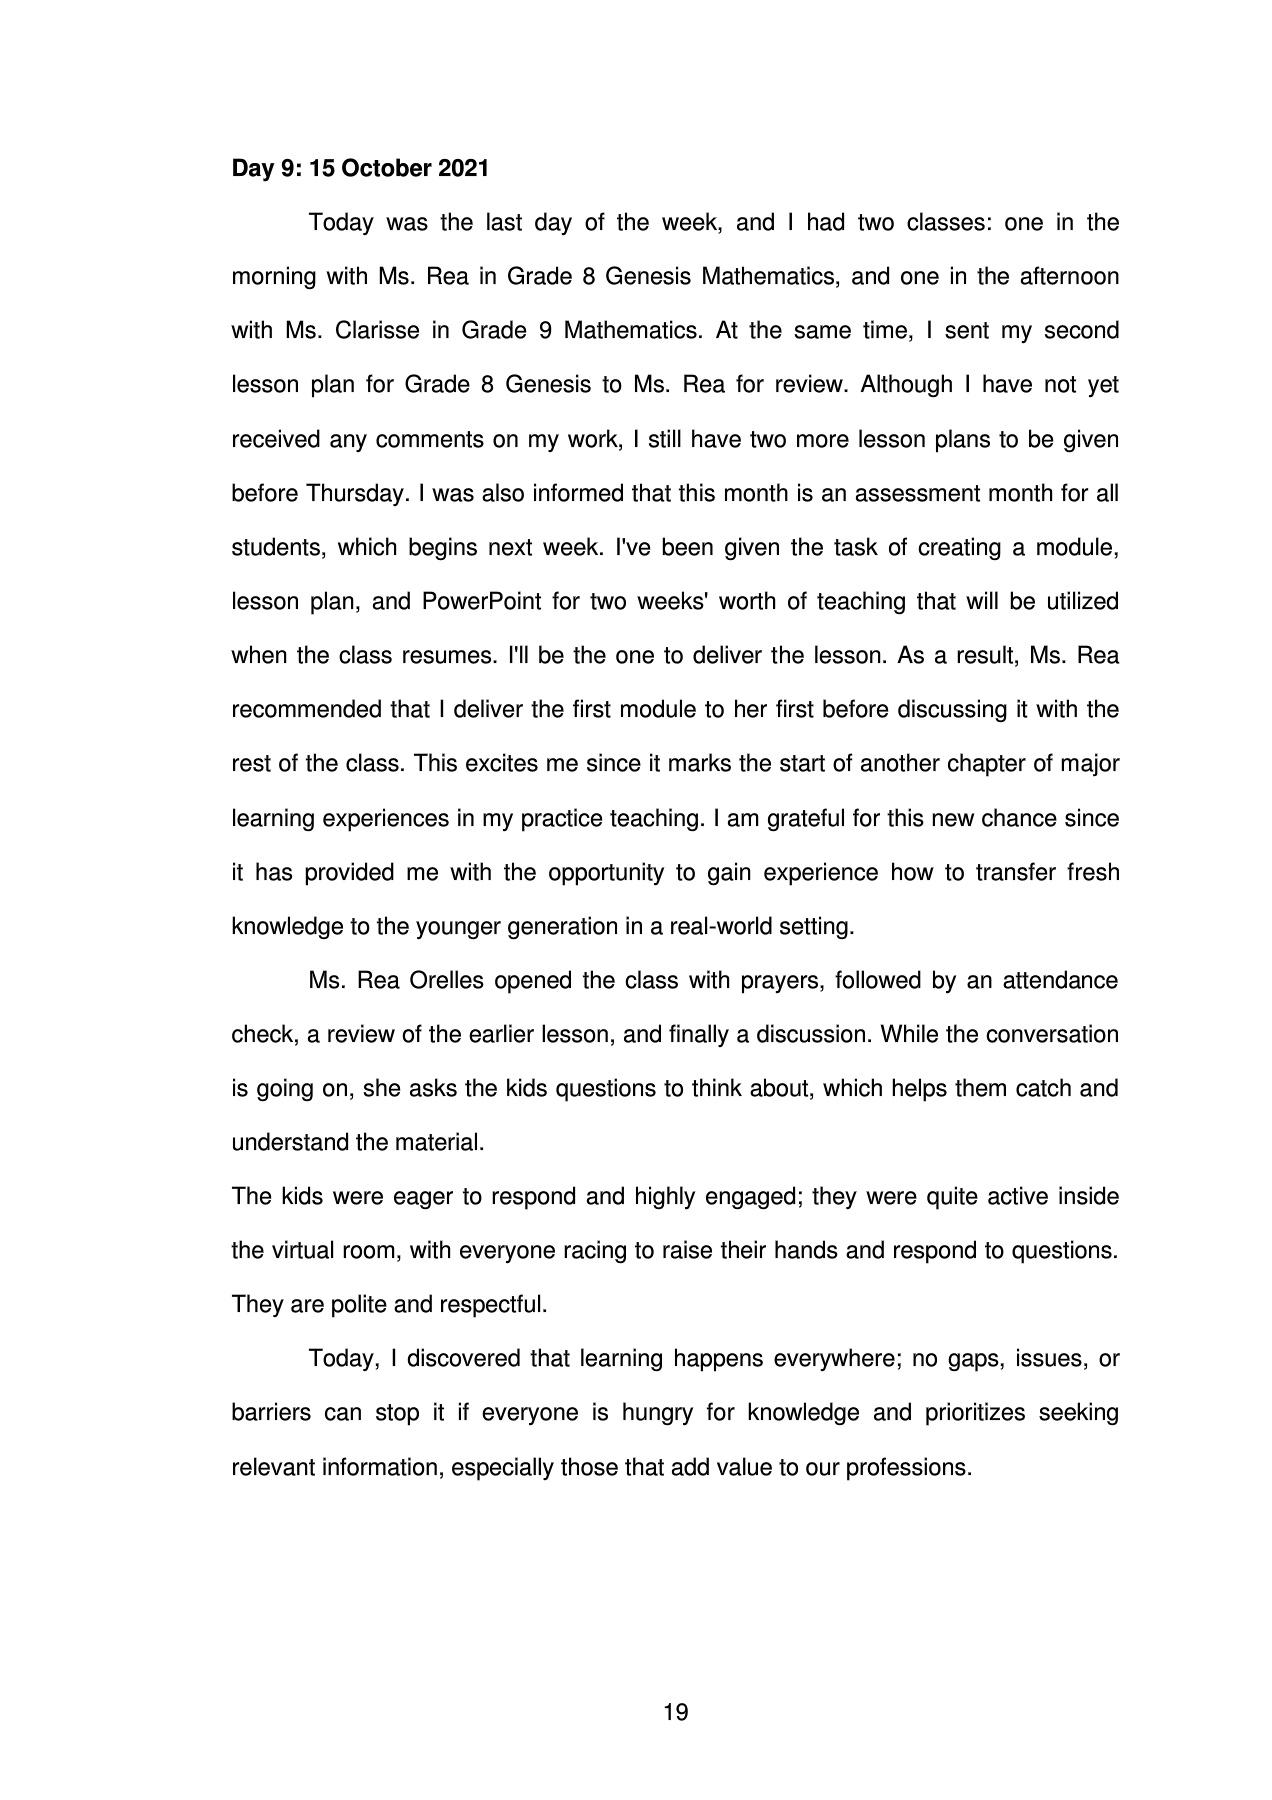 Day 9: 15 October 2021
Today was the last day of the week, and I had two classes: one in the
morning with Ms. Rea in Grade 8 Genesis Mathematics, and one in the afternoon
with Ms. Clarisse in Grade 9 Mathematics. At the same time, I sent my second
lesson plan for Grade 8 Genesis to Ms. Rea for review. Although I have not yet
received any comments on my work, I still have two more lesson plans to be given
before Thursday. I was also informed that this month is an assessment month for all
students, which begins next week. I've been given the task of creating a module,
lesson plan, and PowerPoint for two weeks' worth of teaching that will be utilized
when the class resumes. I'll be the one to deliver the lesson. As a result, Ms. Rea
recommended that I deliver the first module to her first before discussing it with the
rest of the class. This excites me since it marks the start of another chapter of major
learning experiences in my practice teaching. I am grateful for this new chance since
it has provided me with the opportunity to gain experience how to transfer fresh
knowledge to the younger generation in a real-world setting.
Ms. Rea Orelles opened the class with prayers, followed by an attendance
check, a review of the earlier lesson, and finally a discussion. While the conversation
is going on, she asks the kids questions to think about, which helps them catch and
understand the material.
The kids were eager to respond and highly engaged; they were quite active inside
the virtual room, with everyone racing to raise their hands and respond to questions.
They are polite and respectful.
Today, I discovered that learning happens everywhere; no gaps, issues, or
barriers can stop it if everyone is hungry for knowledge and prioritizes seeking
relevant information, especially those that add value to our professions.
19